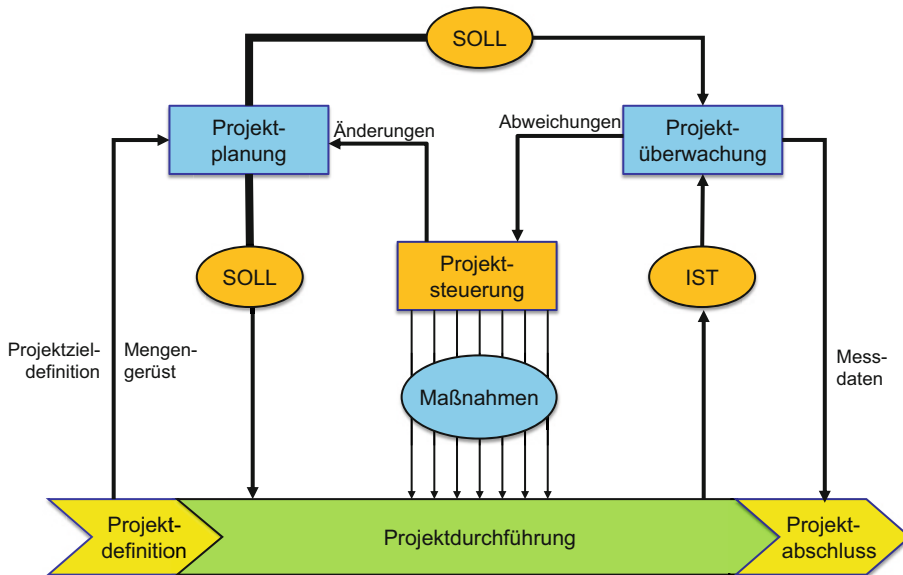 SOLL
Projekt-
planung
Änderungen
Abweichungen
Projekt-
überwachung
SOLL
Projekt-
steuerung
IST
Projektziel-
definition
Mengen-
gerüst
Maßnahmen
Mess-
daten
Projekt-
definition
Projektdurchführung
Projekt-
abschluss